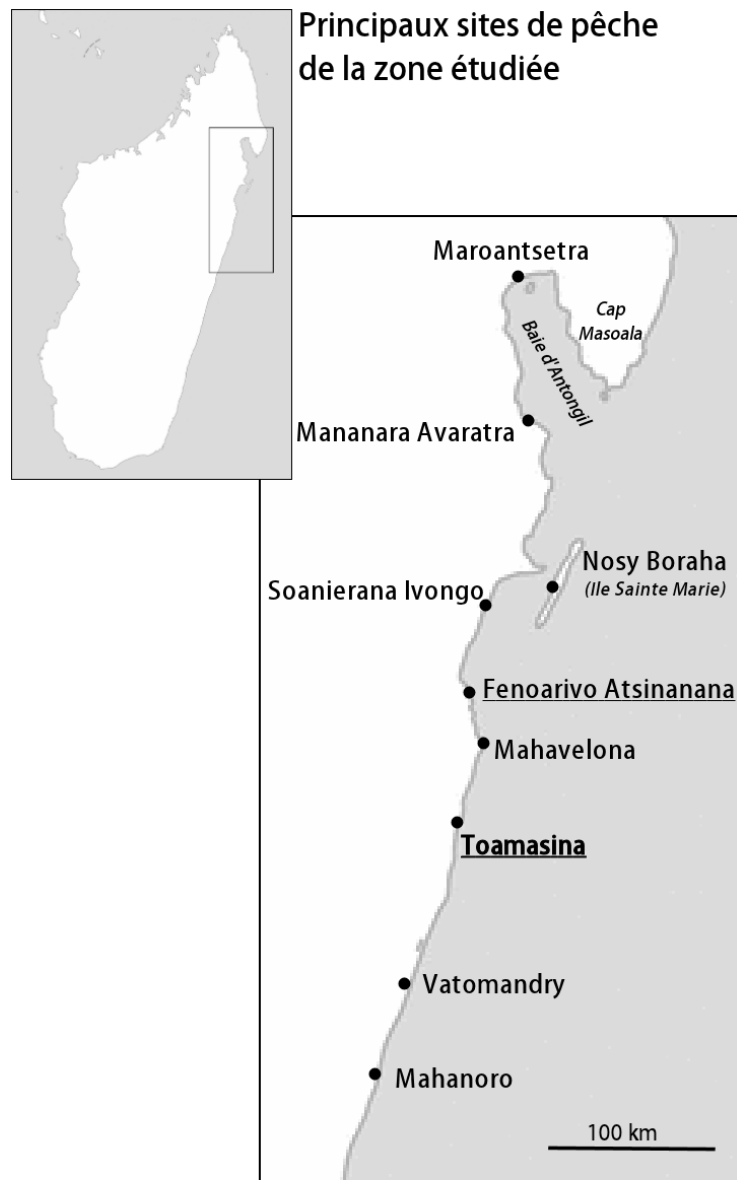 Principaux sites de pêche
de la zone étudiée
Maroantsetra
Cap
Masoala
Baie d'Antongil
Mananara Avaratra
Nosy Boraha
(Ile Sainte Marie)
Soanierana Ivongo
Fenoarivo Atsinanana
Mahavelona
Toamasina
Vatomandry
Mahanoro
100 km